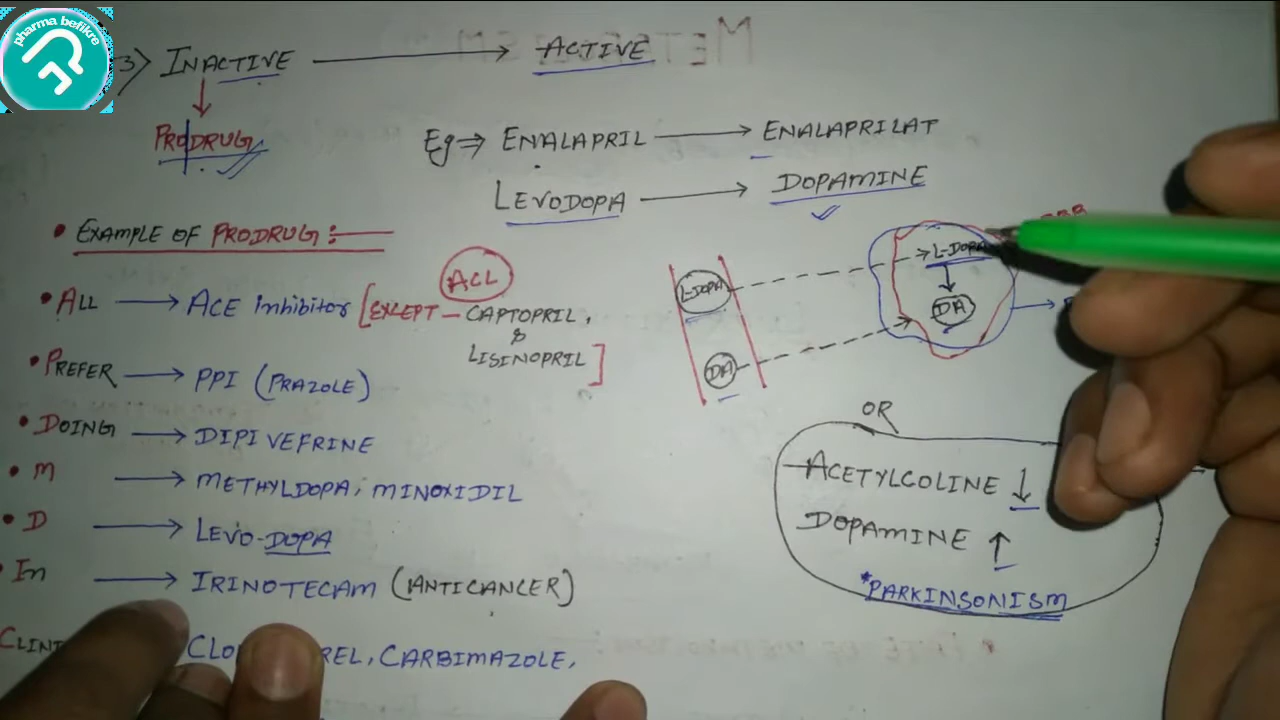 pharma befikre
3) INACTIVE → ACTIVE
PRODRUG
Eg ⇒ ENALAPRIL → ENALAPRILAT
LEVODOPA → DOPAMINE
• EXAMPLE OF PRODRUG :—
ACL
• ALL → ACE Inhibitor [EXCEPT – CAPTOPRIL,
& LISINOPRIL]
• PREFER → PPI (PRAZOLE)
• DOING → DIPIVEFRINE
• M → METHYLDOPA, MINOXIDIL
• D → LEVO-DOPA
• In → IRINOTECAM (ANTICANCER)
CARBIMAZOLE,
L-DOPA
L-DOPA
DA
DA
OR
ACETYLCOLINE ↓
DOPAMINE ↑
*PARKINSONISM